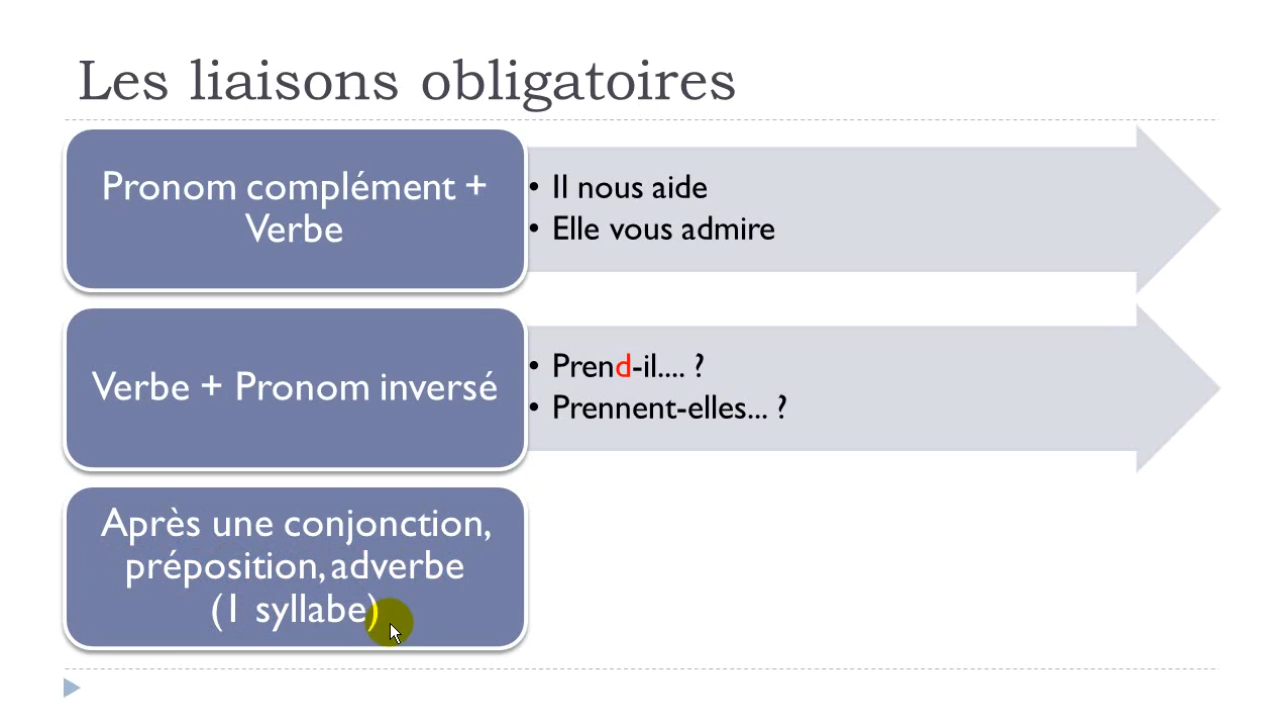 Les liaisons obligatoires
Pronom complément +
Verbe
• Il nous aide
• Elle vous admire
Verbe + Pronom inversé
• Prend-il.... ?
• Prennent-elles... ?
Après une conjonction,
préposition, adverbe
(1 syllabe)